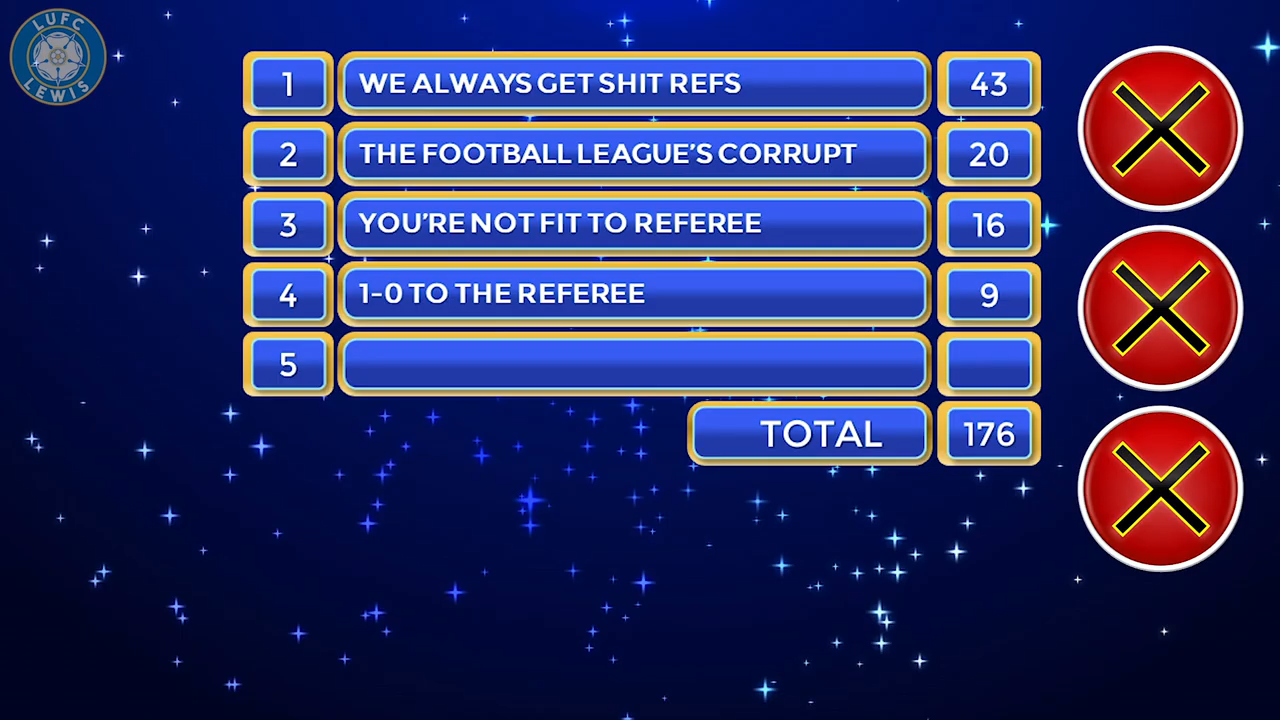 LUFC
LEWIS
1 WE ALWAYS GET SHIT REFS 43
2 THE FOOTBALL LEAGUE'S CORRUPT 20
3 YOU'RE NOT FIT TO REFEREE 16
4 1-0 TO THE REFEREE 9
5
TOTAL 176